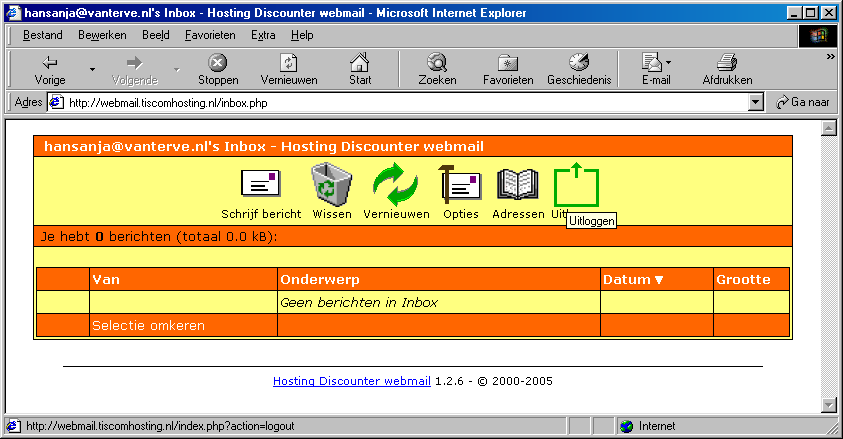 hansanja@vanterve.nl's Inbox - Hosting Discounter webmail - Microsoft Internet Explorer
Bestand Bewerken Beeld Favorieten Extra Help
Vorige Volgende Stoppen Vernieuwen Start Zoeken Favorieten Geschiedenis E-mail Afdrukken »
Adres http://webmail.tiscomhosting.nl/inbox.php Ga naar
hansanja@vanterve.nl's Inbox - Hosting Discounter webmail
Schrijf bericht Wissen Vernieuwen Opties Adressen
Uitloggen
Je hebt 0 berichten (totaal 0.0 kB):
Van Onderwerp Datum ▼ Grootte
Geen berichten in Inbox
Selectie omkeren
Hosting Discounter webmail 1.2.6 - © 2000-2005
http://webmail.tiscomhosting.nl/index.php?action=logout Internet